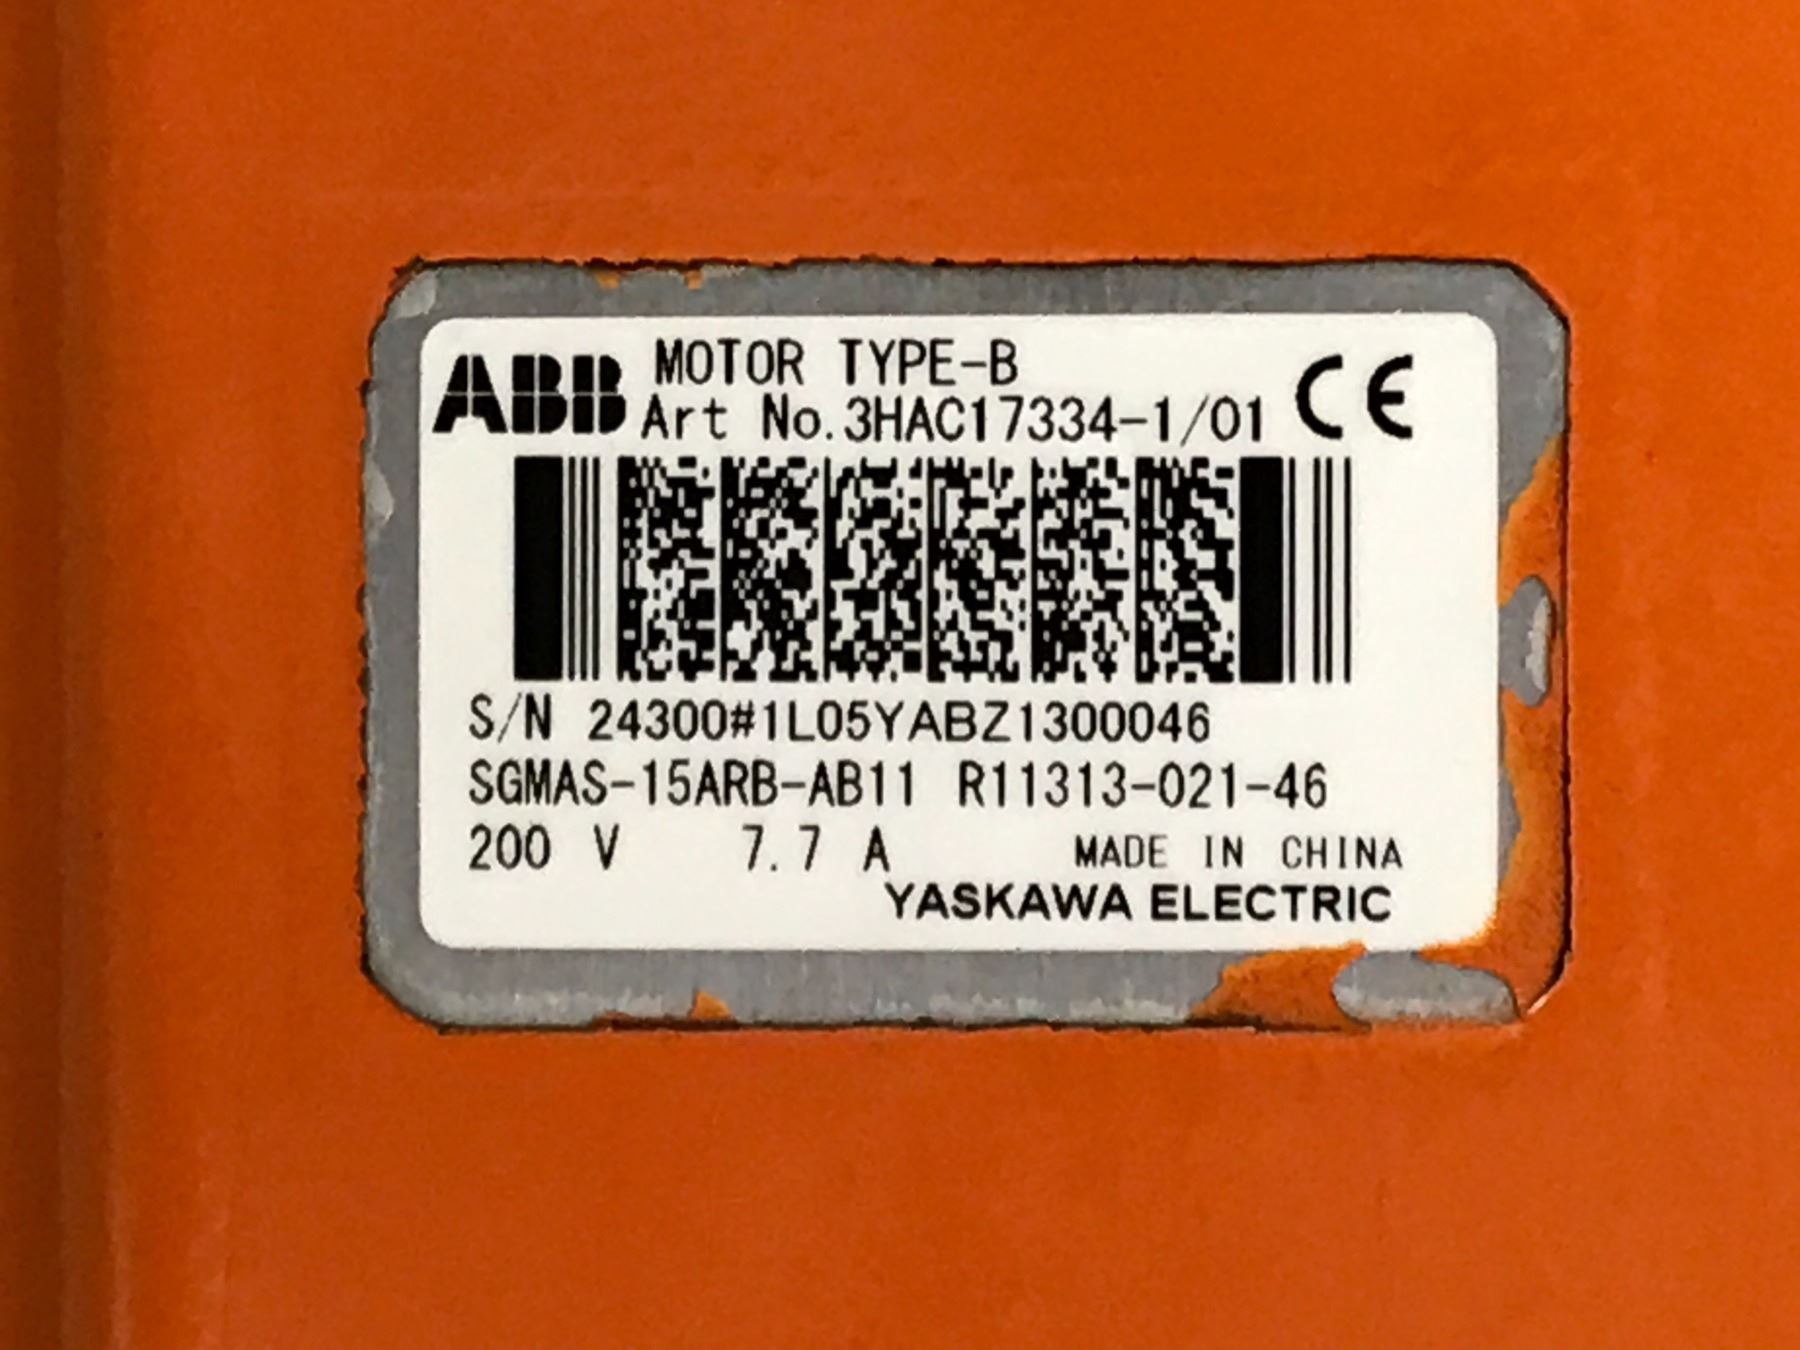 ABB MOTOR TYPE-B CE
Art No.3HAC17334-1/01
S/N 24300#1L05YABZ1300046
SGMAS-15ARB-AB11 R11313-021-46
200 V 7.7 A MADE IN CHINA
YASKAWA ELECTRIC